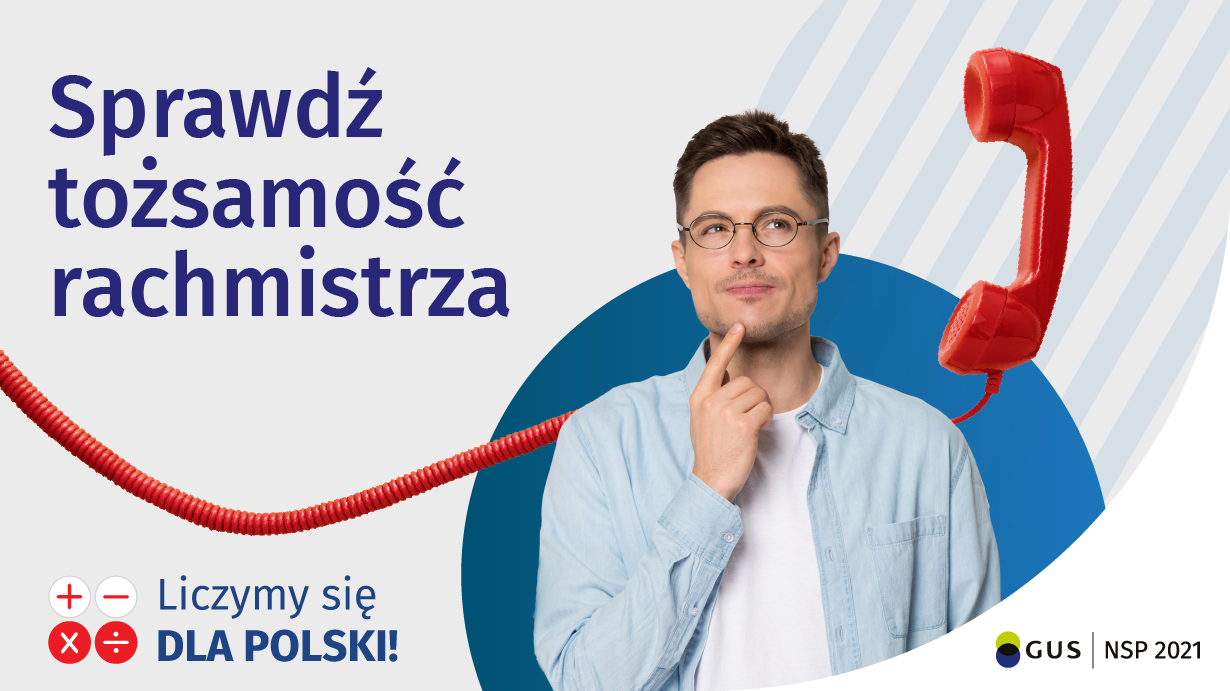 Sprawdź
tożsamość
rachmistrza
Liczymy się
DLA POLSKI!
GUS | NSP 2021